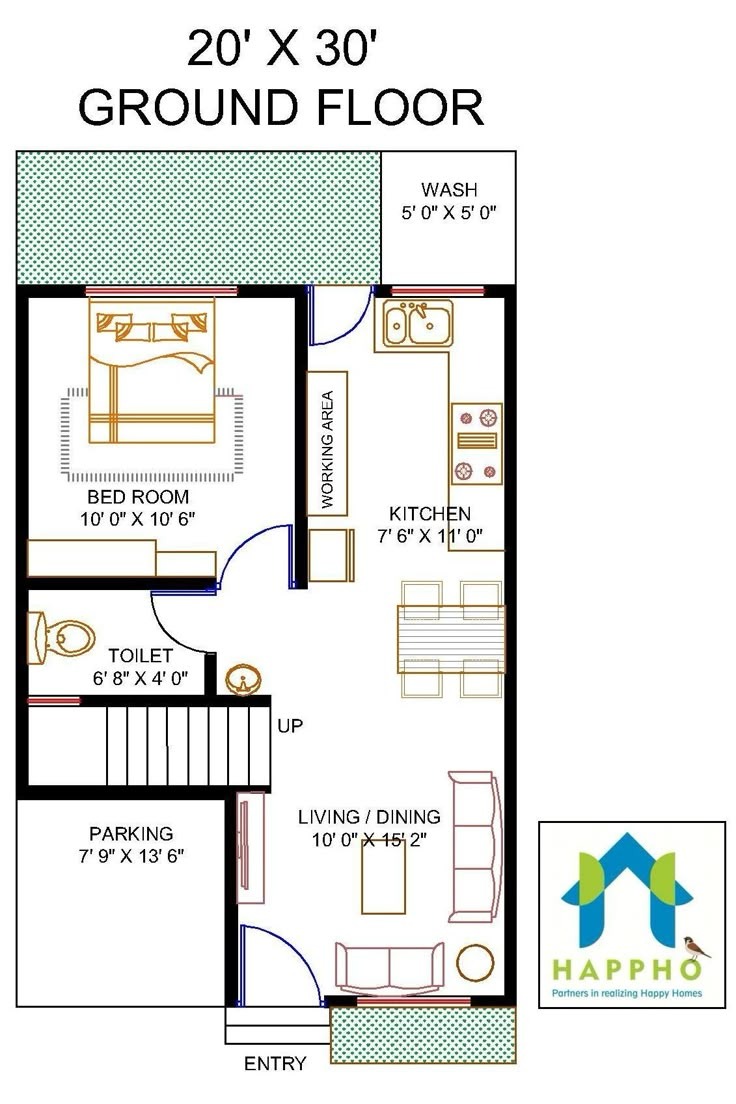 20' X 30'
GROUND FLOOR
WASH
5' 0" X 5' 0"
WORKING AREA
BED ROOM
10' 0" X 10' 6"
KITCHEN
7' 6" X 11' 0"
TOILET
6' 8" X 4' 0"
UP
LIVING / DINING
10' 0" X 15' 2"
PARKING
7' 9" X 13' 6"
HAPPHO
Partners in realizing Happy Homes
ENTRY